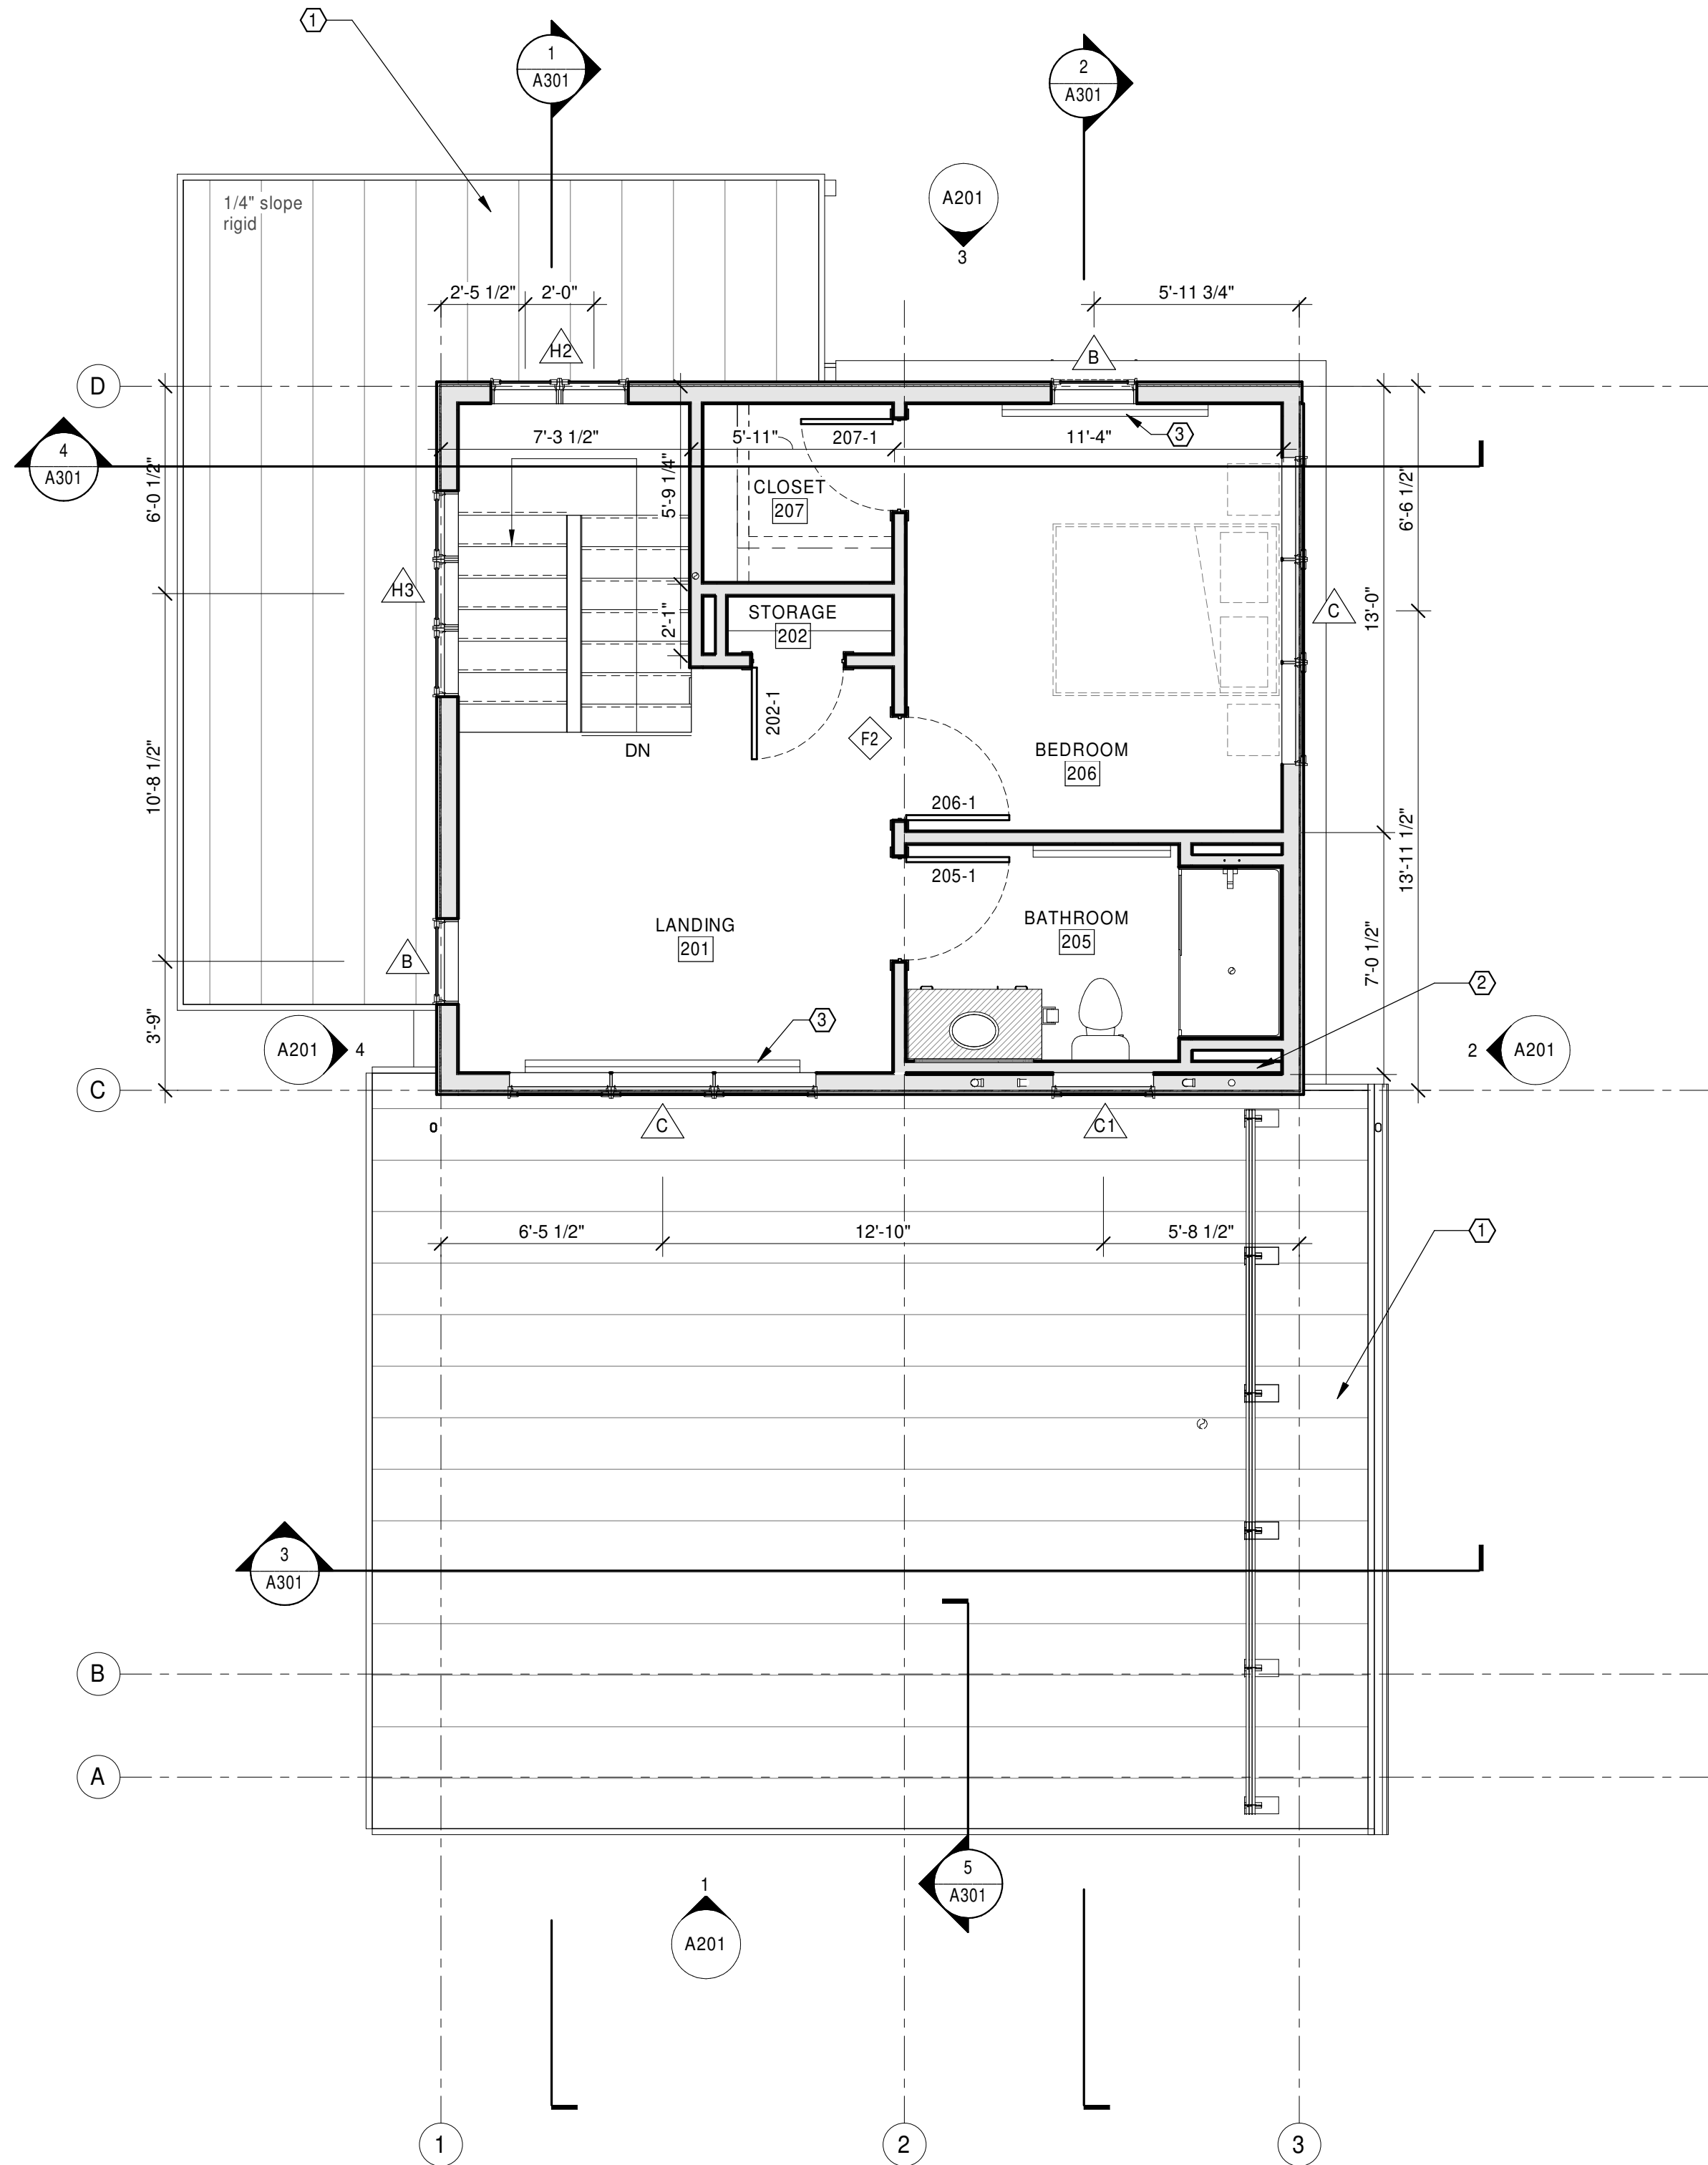 1
1
A301
2
A301
A201
3
1/4" slope
rigid
2'-5 1/2"
2'-0"
5'-11 3/4"
H2
B
D
7'-3 1/2"
5'-11"
207-1
11'-4"
3
4
A301
6'-0 1/2"
5'-9 1/4"
6'-6 1/2"
CLOSET
207
H3
STORAGE
202
2'-1"
C
13'-0"
202-1
F2
DN
BEDROOM
206
10'-8 1/2"
206-1
13'-11 1/2"
205-1
LANDING
201
BATHROOM
205
B
7'-0 1/2"
2
3'-9"
3
A201
4
2
A201
C
C
C1
6'-5 1/2"
12'-10"
5'-8 1/2"
1
3
A301
B
A
5
A301
1
A201
1
2
3